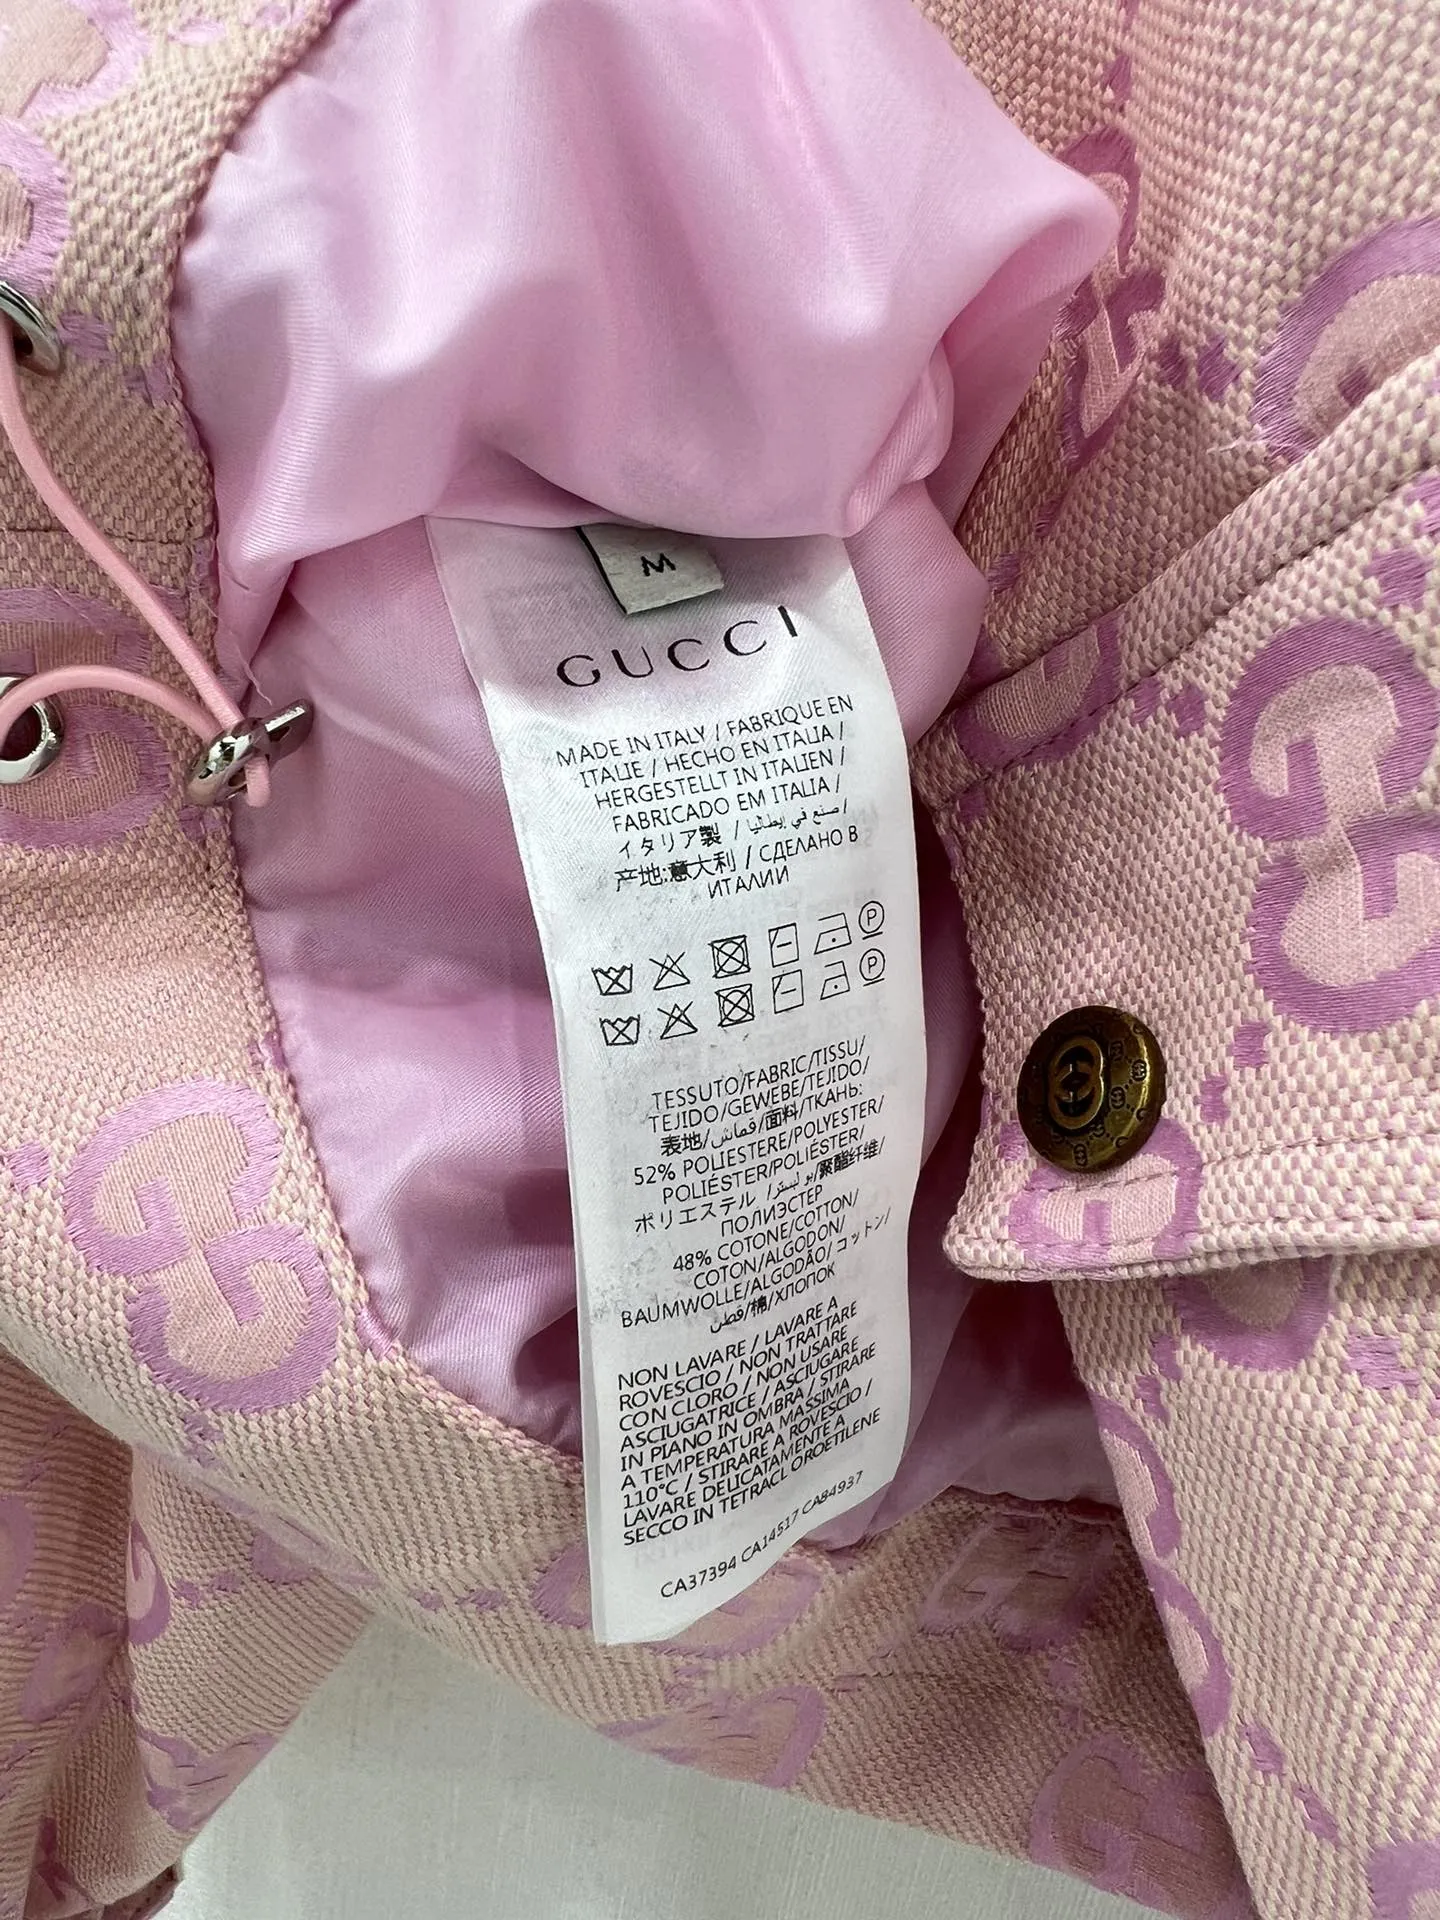 M
GUCCI
MADE IN ITALY / FABRIQUE EN
ITALIE / HECHO EN ITALIA /
HERGESTELLT IN ITALIEN /
FABRICADO EM ITALIA /
イタリア製 / صنع في إيطاليا /
产地:意大利 / СДЕЛАНО В
ИТАЛИИ
P
P
TESSUTO/FABRIC/TISSU/
TEJIDO/GEWEBE/TEJIDO/
表地/قماش/面料/ТКАНЬ:
52% POLIESTERE/POLYESTER/
POLIÉSTER/POLIÉSTER/
ポリエステル /بوليستر/聚酯纤维/
ПОЛИЭСТЕР
48% COTONE/COTTON/
COTON/ALGODON/
BAUMWOLLE/ALGODÃO/コットン/
قطن/棉/ХЛОПОК
NON LAVARE / LAVARE A
ROVESCIO / NON TRATTARE
CON CLORO / NON USARE
ASCIUGATRICE / ASCIUGARE
IN PIANO IN OMBRA / STIRARE
A TEMPERATURA MASSIMA
110°C / STIRARE A ROVESCIO /
LAVARE DELICATAMENTE A
SECCO IN TETRACL OROETILENE
CA37394 CA14517 CA84937